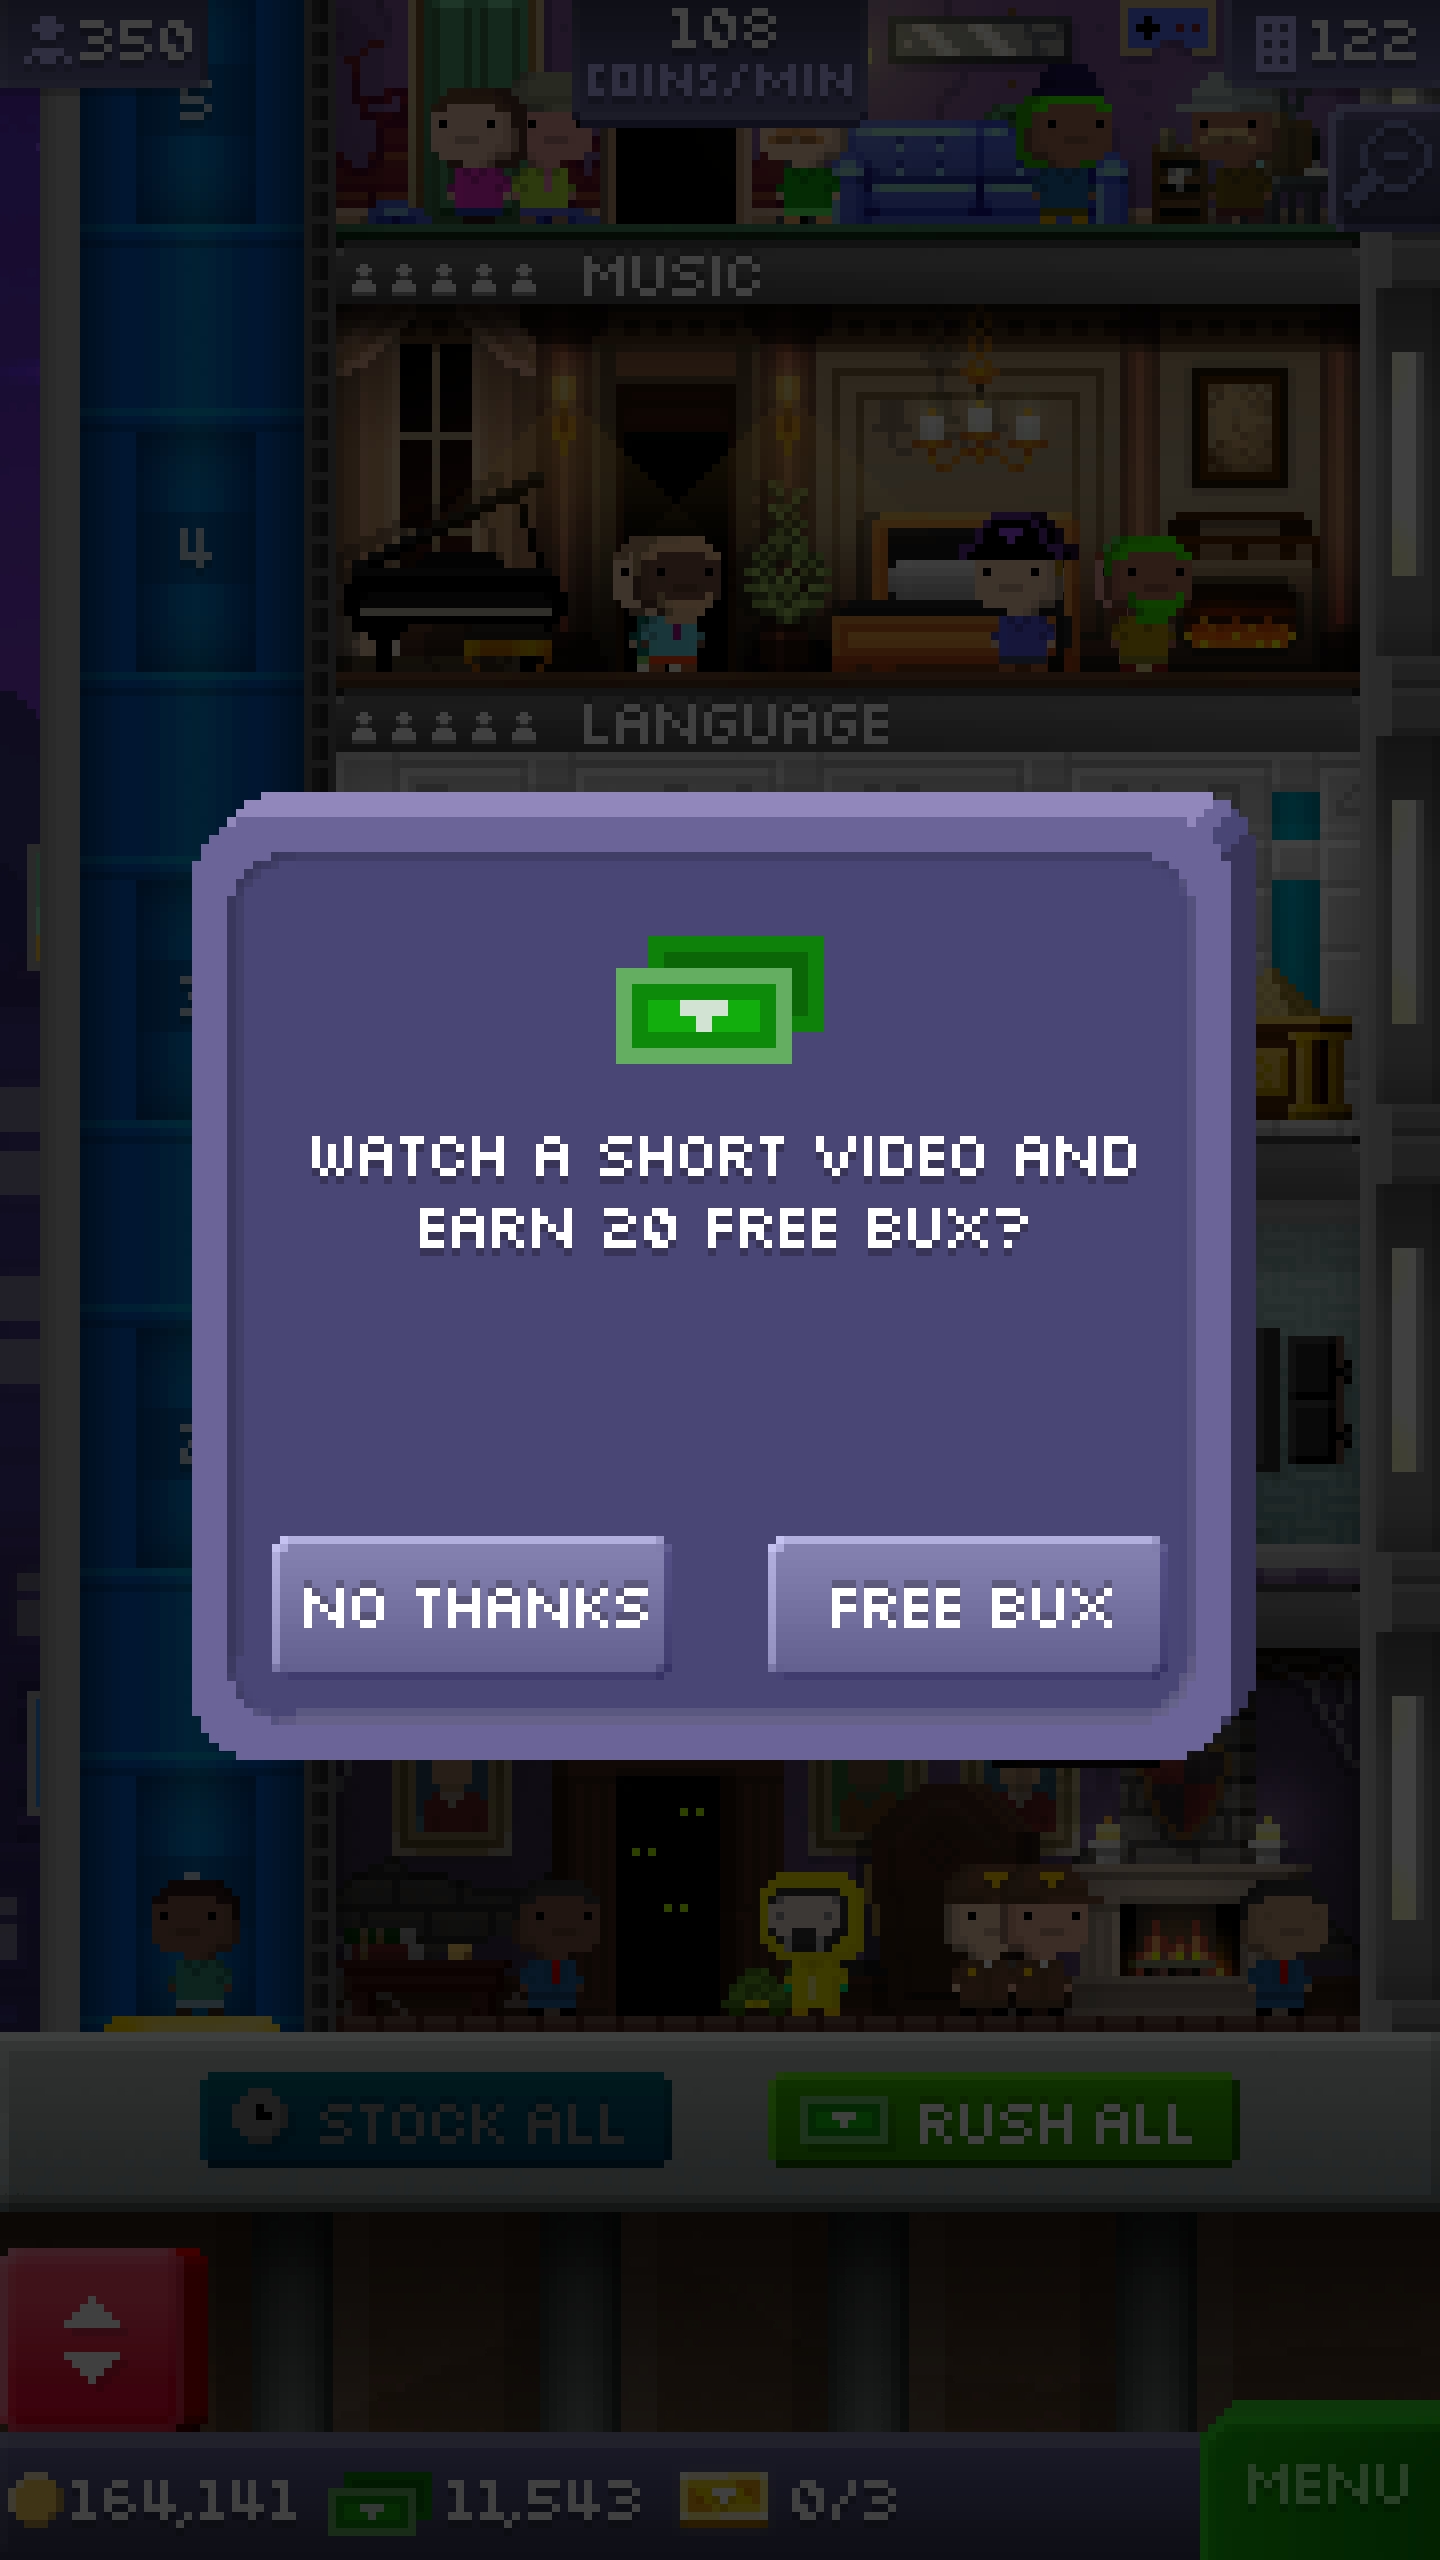 350
108
COINS/MIN
122
5
MUSIC
4
LANGUAGE
WATCH A SHORT VIDEO AND
EARN 20 FREE BUX?
NO THANKS
FREE BUX
STOCK ALL
RUSH ALL
164,141
11,543
0/3
MENU